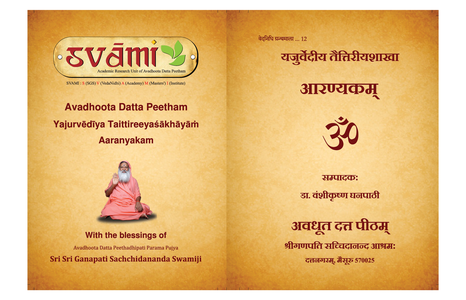 svāmi
Academic Research Unit of Avadhoota Datta Peetham
SVAMI : S (SGS) V (VedaNidhi) A (Academy) M (Maisuru) I (Institute)
Avadhoota Datta Peetham
Yajurvēdīya Taittireeyaśākhāyāṁ
Aaranyakam
With the blessings of
Avadhoota Datta Peethadhipati Parama Pujya
Sri Sri Ganapati Sachchidananda Swamiji
वेदनिधि ग्रन्थमाला ... 12
यजुर्वेदीय तैत्तिरीयशाखा
आरण्यकम्
ॐ
सम्पादकः
डा. वंशीकृष्ण घनपाठी
अवधूत दत्त पीठम्
श्रीगणपति सच्चिदानन्द आश्रमः
दत्तनगरम्, मैसूरु 570025